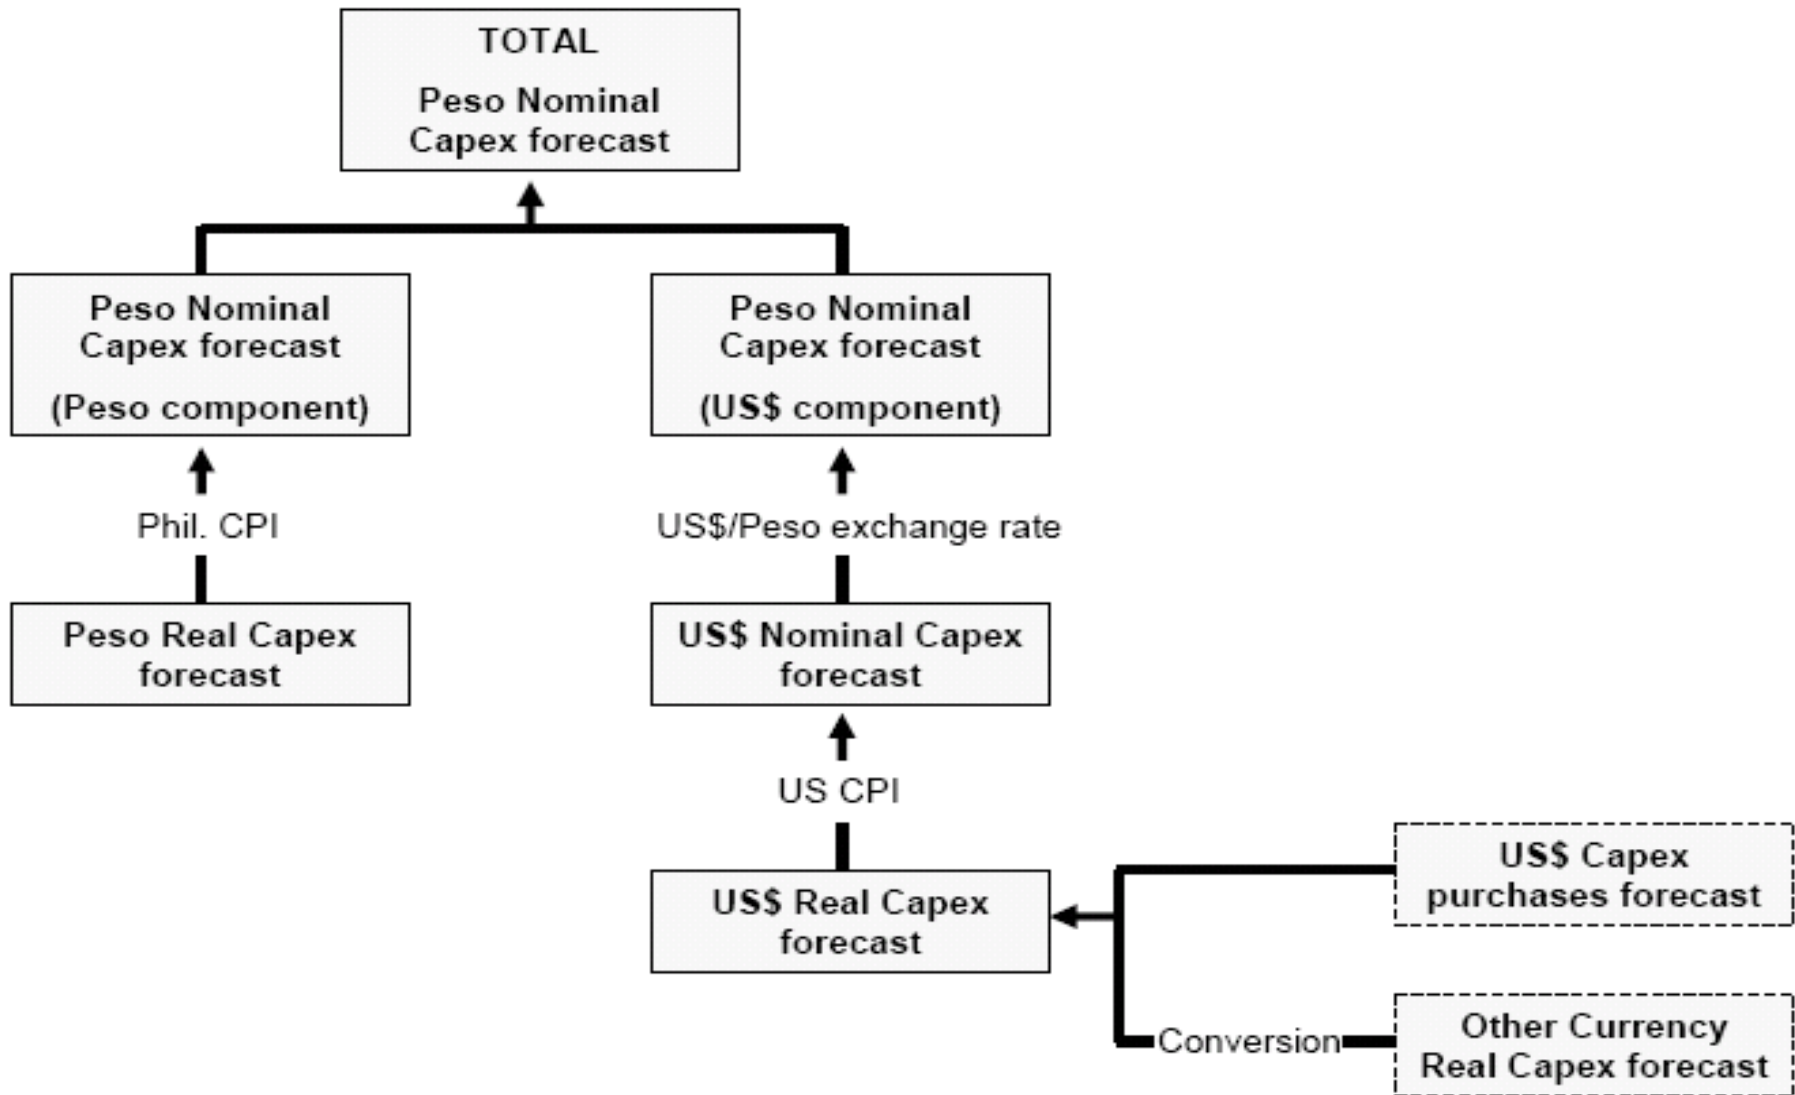 TOTAL
Peso Nominal
Capex forecast
Peso Nominal
Capex forecast
(Peso component)
Peso Nominal
Capex forecast
(US$ component)
Phil. CPI
US$/Peso exchange rate
Peso Real Capex
forecast
US$ Nominal Capex
forecast
US CPI
US$ Real Capex
forecast
US$ Capex
purchases forecast
Conversion
Other Currency
Real Capex forecast